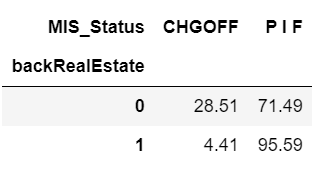 MIS_Status CHGOFF P I F
backRealEstate
0 28.51 71.49
1 4.41 95.59